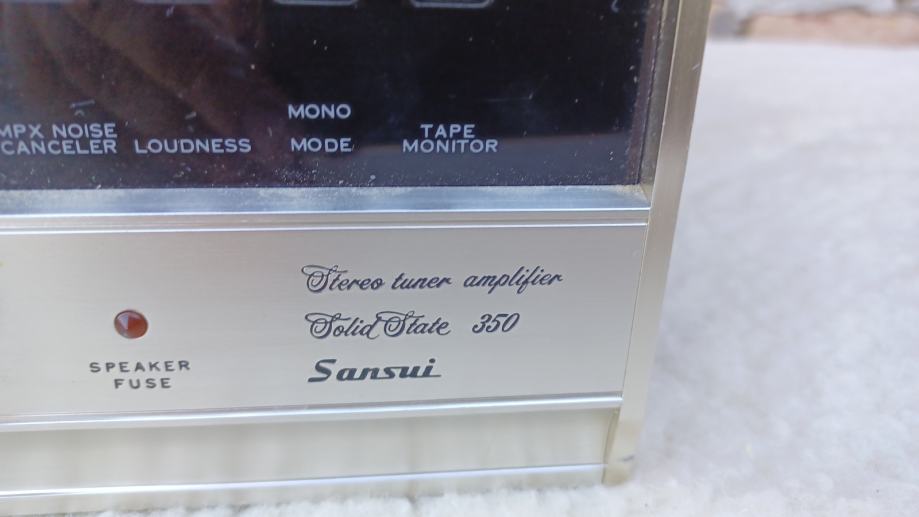 MONO
MPX NOISE
CANCELER
LOUDNESS
MODE
TAPE
MONITOR
Stereo tuner amplifier
Solid State 350
Sansui
SPEAKER
FUSE